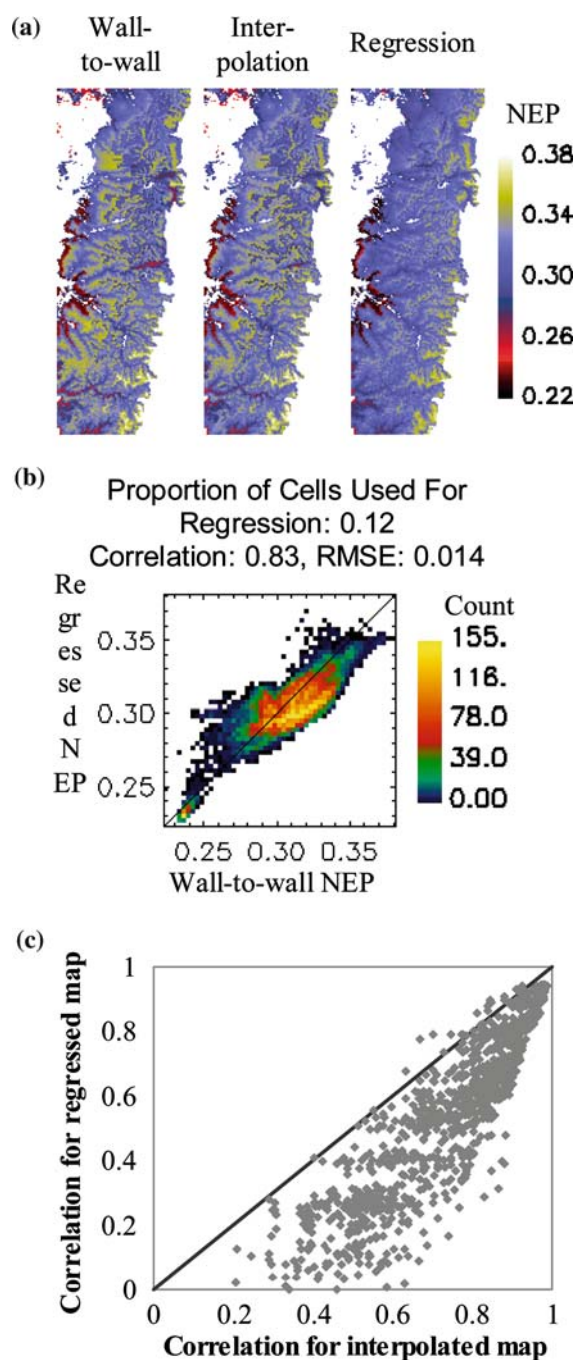 (a)
Wall-
to-wall
Inter-
polation
Regression
NEP
0.38
0.34
0.30
0.26
0.22
(b)
Proportion of Cells Used For
Regression: 0.12
Correlation: 0.83, RMSE: 0.014
Re
gr
es
se
d
N
EP
0.35
0.30
0.25
0.25 0.30 0.35
Wall-to-wall NEP
Count
155.
116.
78.0
39.0
0.00
(c)
Correlation for regressed map
1
0.8
0.6
0.4
0.2
0
0 0.2 0.4 0.6 0.8 1
Correlation for interpolated map